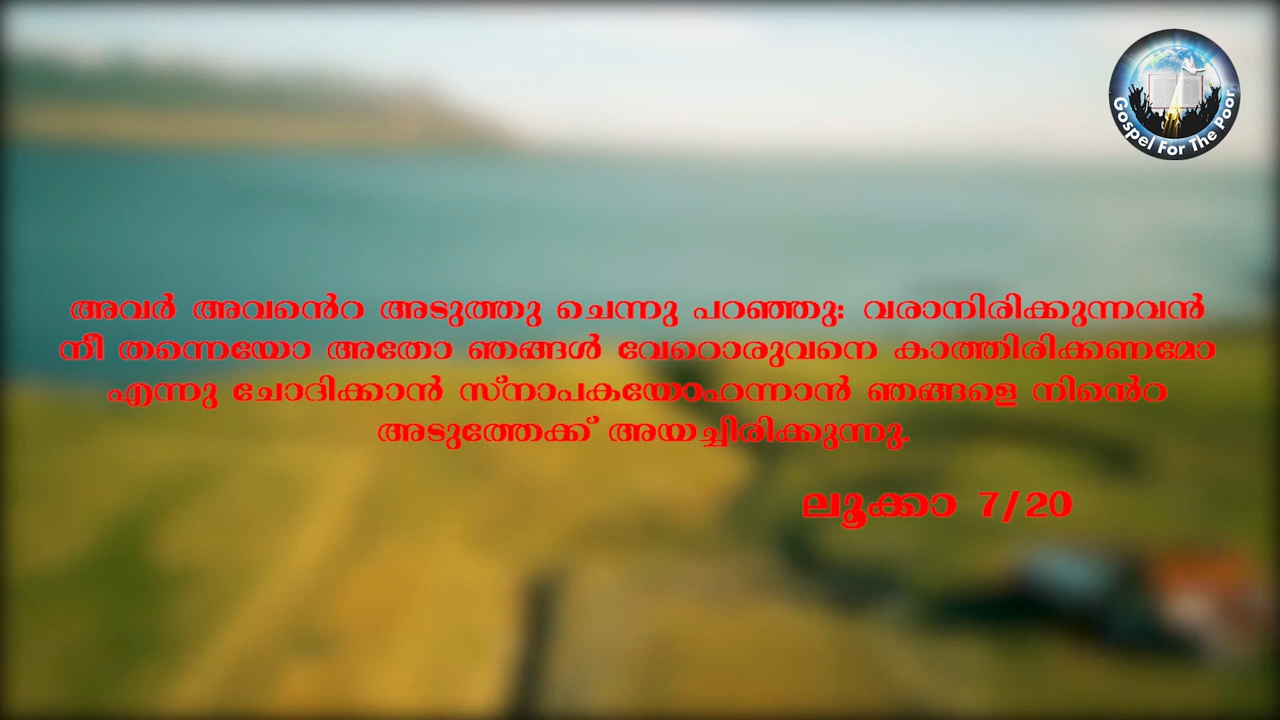 Gospel For The Poor
അവർ അവൻെറ അടുത്തു ചെന്നു പറഞ്ഞു: വരാനിരിക്കുന്നവൻ
നീ തന്നെയോ അതോ ഞങ്ങൾ വേറൊരുവനെ കാത്തിരിക്കണമോ
എന്നു ചോദിക്കാൻ സ്നാപകയോഹന്നാൻ ഞങ്ങളെ നിൻെറ
അടുത്തേക്ക് അയച്ചിരിക്കുന്നു.
ലൂക്കാ 7/20